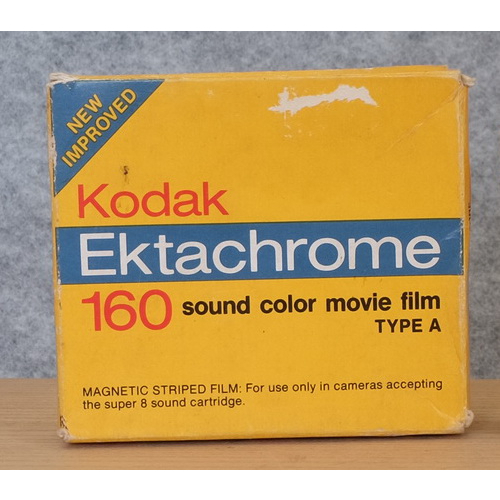 NEW
IMPROVED
Kodak
Ektachrome
160 sound color movie film
TYPE A
MAGNETIC STRIPED FILM: For use only in cameras accepting
the super 8 sound cartridge.